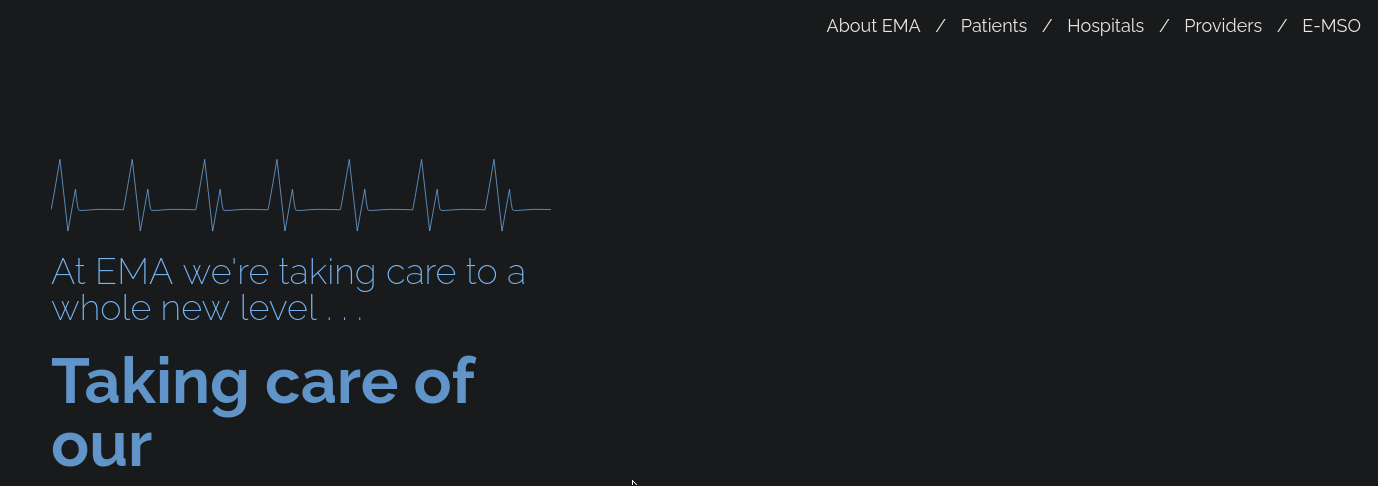 About EMA / Patients / Hospitals / Providers / E-MSO
At EMA we're taking care to a
whole new level . . .
Taking care of
our